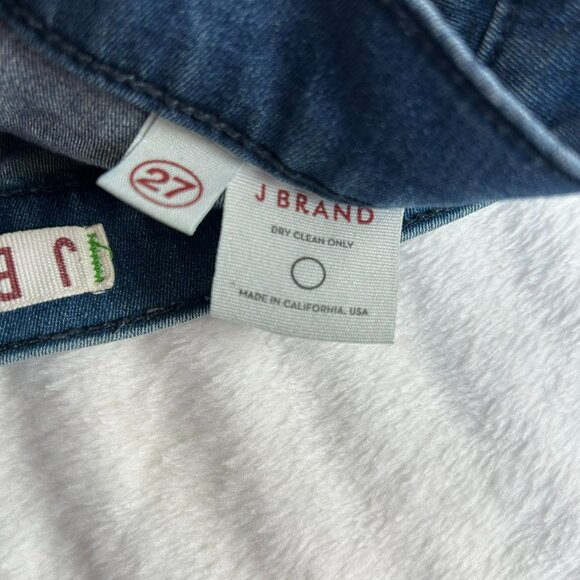 27
J BRAND
DRY CLEAN ONLY
MADE IN CALIFORNIA, USA
J B